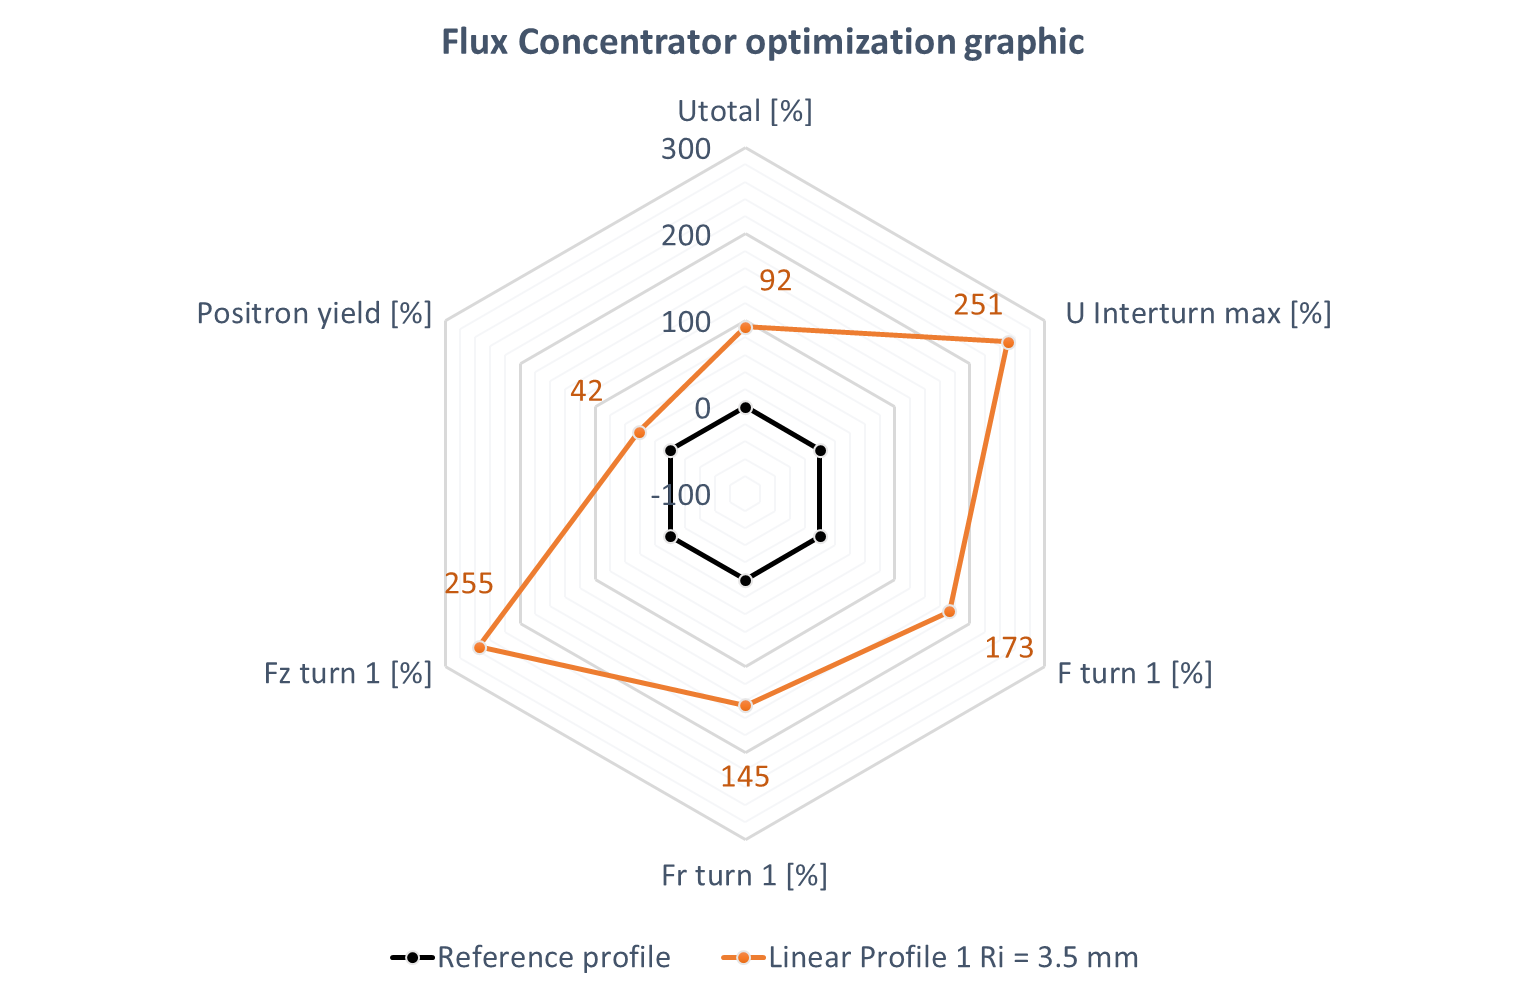 Flux Concentrator optimization graphic
Utotal [%]
300
200
92
251
Positron yield [%]
U Interturn max [%]
100
42
0
-100
255
173
Fz turn 1 [%]
F turn 1 [%]
145
Fr turn 1 [%]
Reference profile
Linear Profile 1 Ri = 3.5 mm